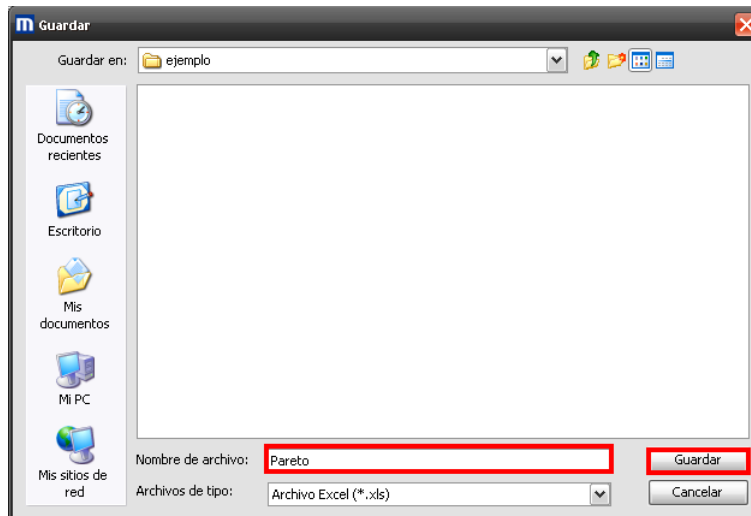 m Guardar
Guardar en:
ejemplo
Documentos
recientes
Escritorio
Mis
documentos
Mi PC
Mis sitios de
red
Nombre de archivo:
Pareto
Guardar
Archivos de tipo:
Archivo Excel (*.xls)
Cancelar